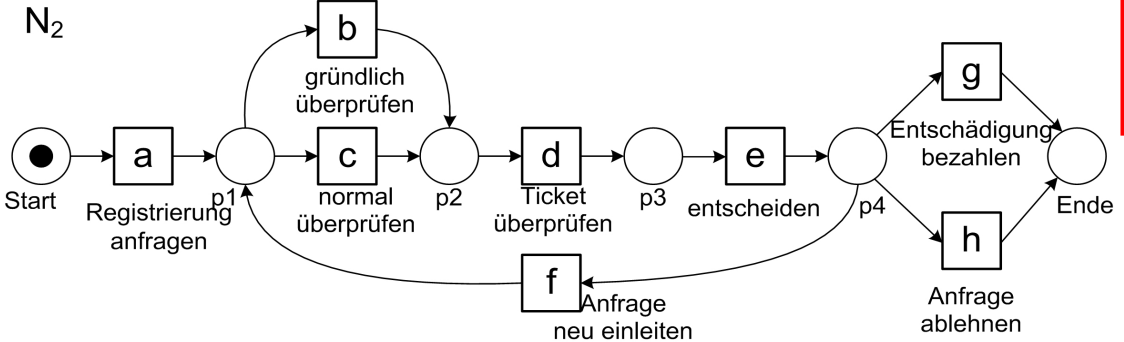 N2
b
gründlich
überprüfen
a
c
d
e
g
h
f
Start
Registrierung
anfragen
p1
normal
überprüfen
p2
Ticket
überprüfen
p3
entscheiden
p4
Entschädigung
bezahlen
Ende
Anfrage
ablehnen
Anfrage
neu einleiten